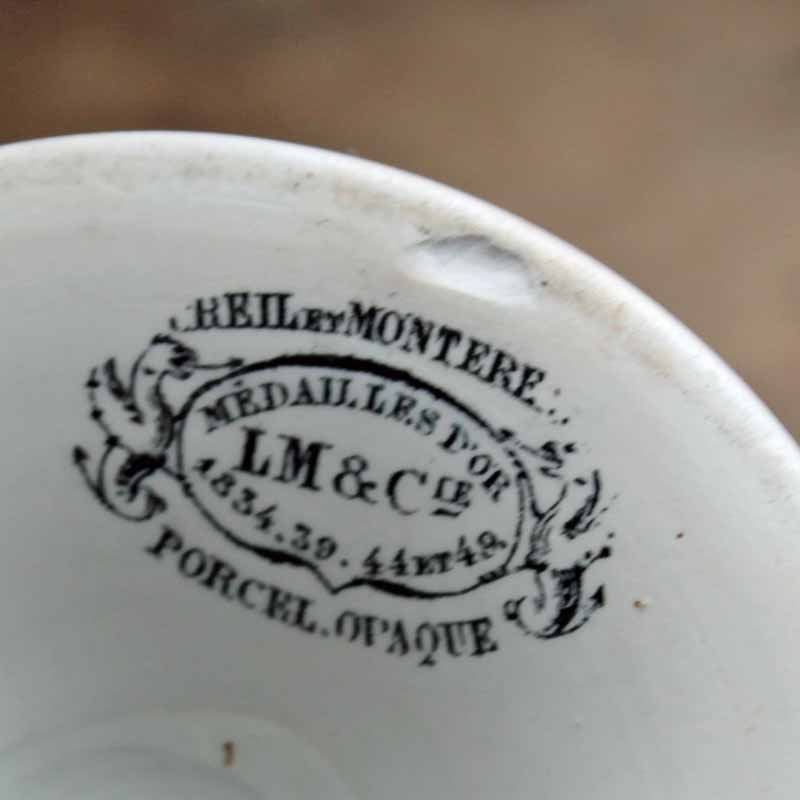 CREIL ET MONTERE..
MÉDAILLES D'OR
LM & CIE
1834.39.44 ET 49.
PORCEL.OPAQUE